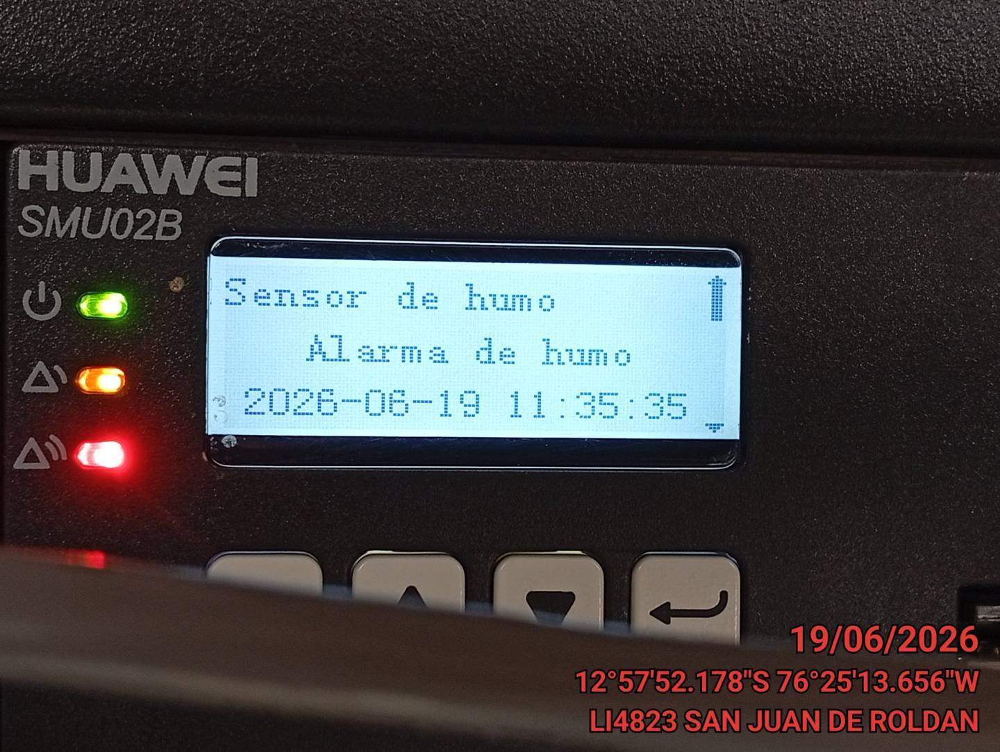 HUAWEI
SMU02B
Sensor de humo
Alarma de humo
2026-06-19 11:35:35
19/06/2026
12°57'52.178"S 76°25'13.656"W
LI4823 SAN JUAN DE ROLDAN